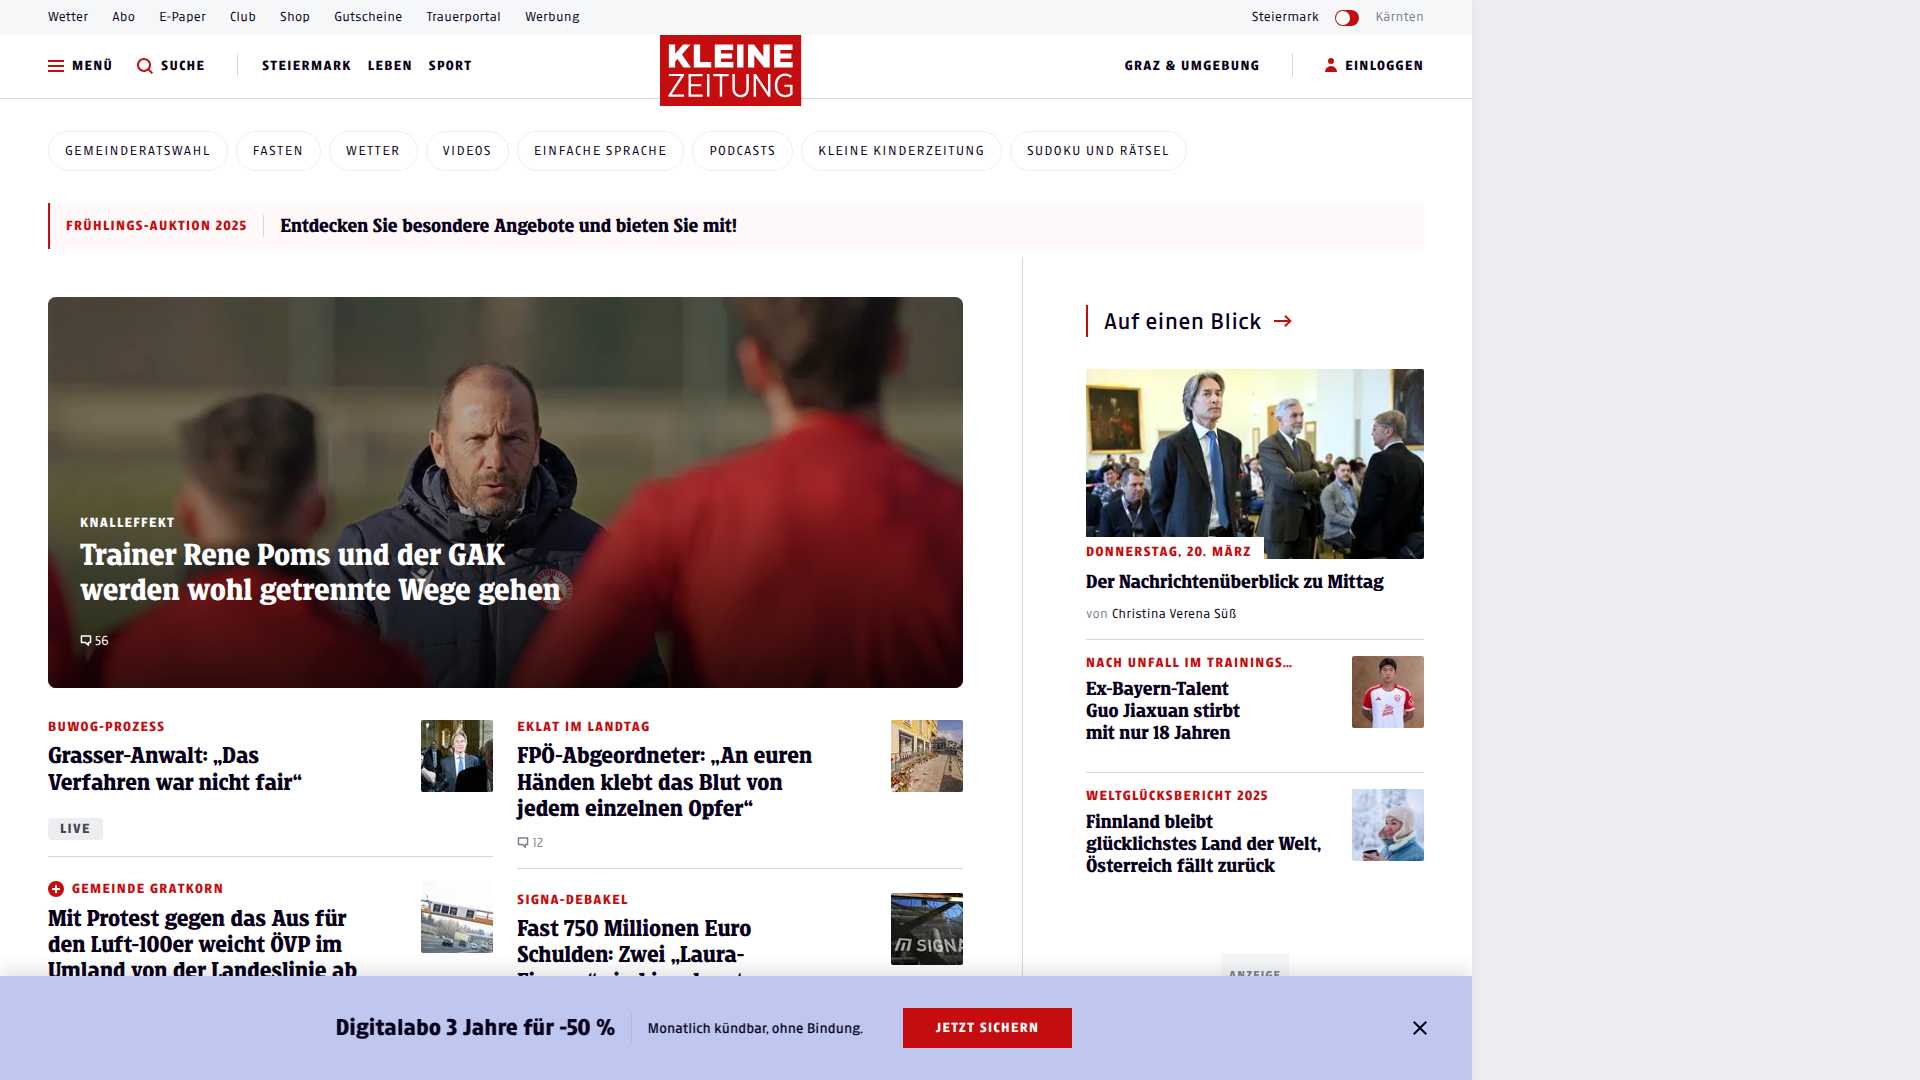 Wetter Abo E-Paper Club Shop Gutscheine Trauerportal Werbung Steiermark Kärnten
MENÜ SUCHE STEIERMARK LEBEN SPORT KLEINE ZEITUNG GRAZ & UMGEBUNG EINLOGGEN
GEMEINDERATSWAHL FASTEN WETTER VIDEOS EINFACHE SPRACHE PODCASTS KLEINE KINDERZEITUNG SUDOKU UND RÄTSEL
FRÜHLINGS-AUKTION 2025 Entdecken Sie besondere Angebote und bieten Sie mit!
KNALLEFFEKT
Trainer Rene Poms und der GAK
werden wohl getrennte Wege gehen
56
BUWOG-PROZESS
Grasser-Anwalt: „Das
Verfahren war nicht fair“
LIVE
GEMEINDE GRATKORN
Mit Protest gegen das Aus für
den Luft-100er weicht ÖVP im
Umland von der Landeslinie ab
EKLAT IM LANDTAG
FPÖ-Abgeordneter: „An euren
Händen klebt das Blut von
jedem einzelnen Opfer“
12
SIGNA-DEBAKEL
Fast 750 Millionen Euro
Schulden: Zwei „Laura-
SIGNA
Auf einen Blick
DONNERSTAG, 20. MÄRZ
Der Nachrichtenüberblick zu Mittag
von Christina Verena Süß
NACH UNFALL IM TRAININGS...
Ex-Bayern-Talent
Guo Jiaxuan stirbt
mit nur 18 Jahren
WELTGLÜCKSBERICHT 2025
Finnland bleibt
glücklichstes Land der Welt,
Österreich fällt zurück
ANZEIGE
Digitalabo 3 Jahre für -50 % Monatlich kündbar, ohne Bindung. JETZT SICHERN